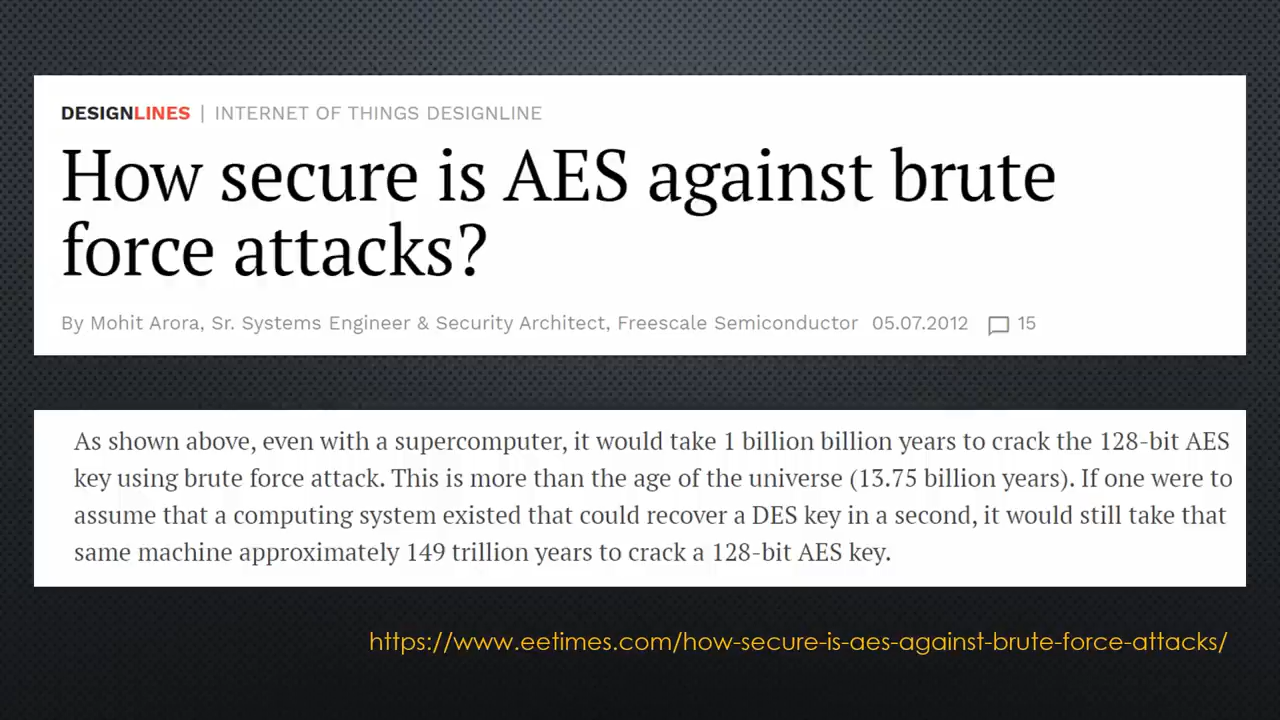 DESIGNLINES | INTERNET OF THINGS DESIGNLINE
How secure is AES against brute
force attacks?
By Mohit Arora, Sr. Systems Engineer & Security Architect, Freescale Semiconductor 05.07.2012 15
As shown above, even with a supercomputer, it would take 1 billion billion years to crack the 128-bit AES
key using brute force attack. This is more than the age of the universe (13.75 billion years). If one were to
assume that a computing system existed that could recover a DES key in a second, it would still take that
same machine approximately 149 trillion years to crack a 128-bit AES key.
https://www.eetimes.com/how-secure-is-aes-against-brute-force-attacks/